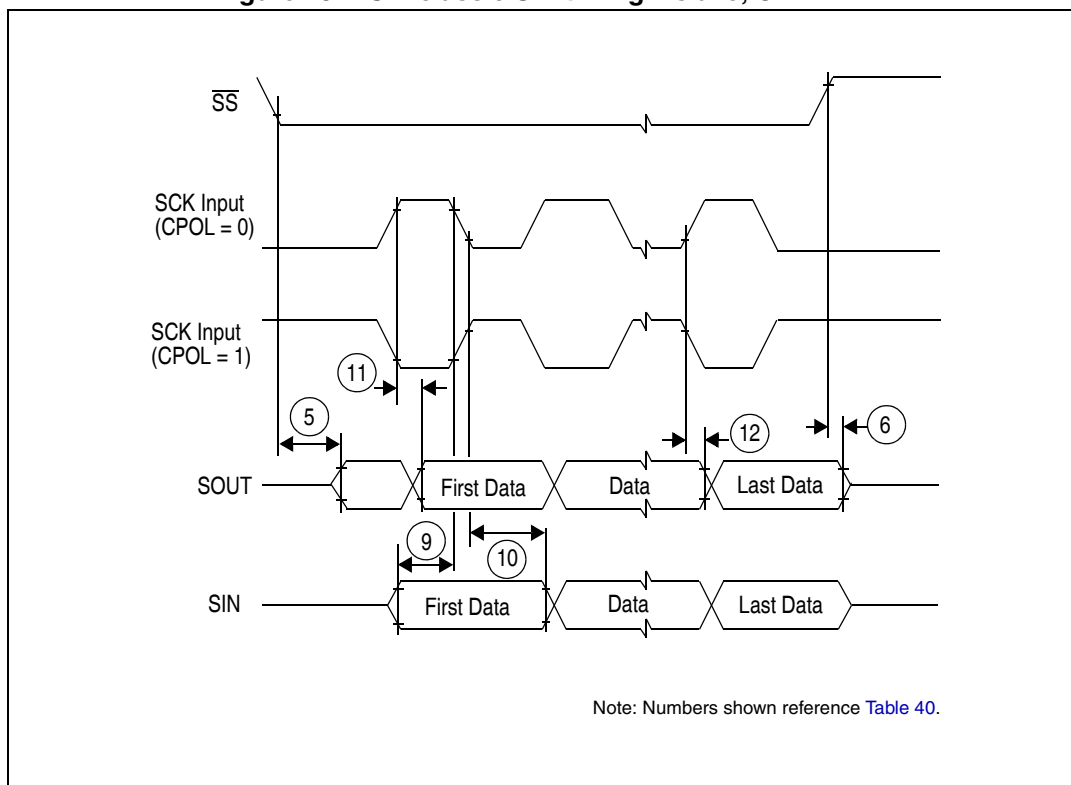 SS
SCK Input
(CPOL = 0)
SCK Input
(CPOL = 1)
11
5
12
6
SOUT
First Data
Data
Last Data
9
10
SIN
First Data
Data
Last Data
Note: Numbers shown reference Table 40.